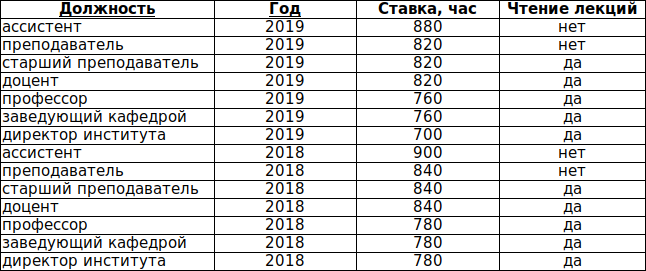 Должность Год Ставка, час Чтение лекций
ассистент 2019 880 нет
преподаватель 2019 820 нет
старший преподаватель 2019 820 да
доцент 2019 820 да
профессор 2019 760 да
заведующий кафедрой 2019 760 да
директор института 2019 700 да
ассистент 2018 900 нет
преподаватель 2018 840 нет
старший преподаватель 2018 840 да
доцент 2018 840 да
профессор 2018 780 да
заведующий кафедрой 2018 780 да
директор института 2018 780 да